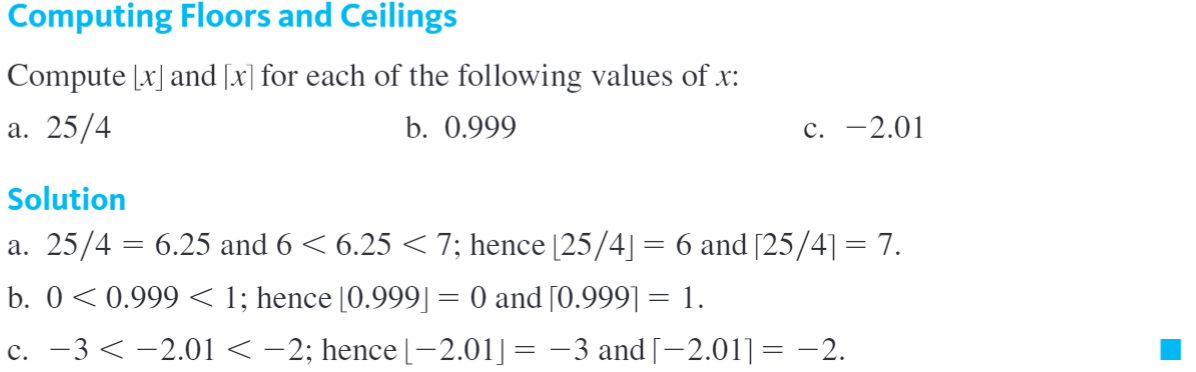 Computing Floors and Ceilings
Compute ⌊x⌋ and ⌈x⌉ for each of the following values of x:
a. 25/4 b. 0.999 c. −2.01
Solution
a. 25/4 = 6.25 and 6 < 6.25 < 7; hence ⌊25/4⌋ = 6 and ⌈25/4⌉ = 7.
b. 0 < 0.999 < 1; hence ⌊0.999⌋ = 0 and ⌈0.999⌉ = 1.
c. −3 < −2.01 < −2; hence ⌊−2.01⌋ = −3 and ⌈−2.01⌉ = −2.